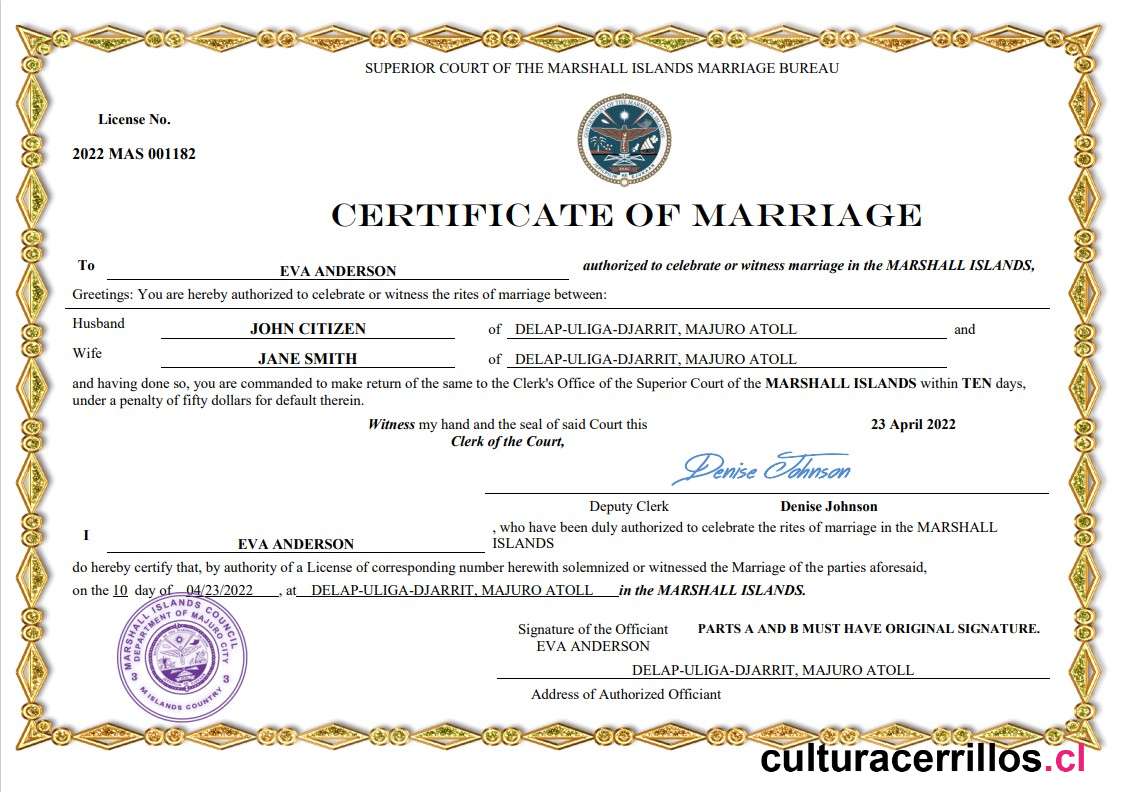 SUPERIOR COURT OF THE MARSHALL ISLANDS MARRIAGE BUREAU
License No.
2022 MAS 001182
CERTIFICATE OF MARRIAGE
To EVA ANDERSON authorized to celebrate or witness marriage in the MARSHALL ISLANDS,
Greetings: You are hereby authorized to celebrate or witness the rites of marriage between:
Husband JOHN CITIZEN of DELAP-ULIGA-DJARRIT, MAJURO ATOLL and
Wife JANE SMITH of DELAP-ULIGA-DJARRIT, MAJURO ATOLL
and having done so, you are commanded to make return of the same to the Clerk's Office of the Superior Court of the MARSHALL ISLANDS within TEN days,
under a penalty of fifty dollars for default therein.
Witness my hand and the seal of said Court this 23 April 2022
Clerk of the Court,
Denise Johnson
Deputy Clerk Denise Johnson
I EVA ANDERSON , who have been duly authorized to celebrate the rites of marriage in the MARSHALL
ISLANDS
do hereby certify that, by authority of a License of corresponding number herewith solemnized or witnessed the Marriage of the parties aforesaid,
on the 10 day of 04/23/2022 , at DELAP-ULIGA-DJARRIT, MAJURO ATOLL in the MARSHALL ISLANDS.
MARSHALL ISLANDS COUNCIL
DEPARTMENT OF MAJURO CITY
3 3
M ISLANDS COUNTRY
Signature of the Officiant PARTS A AND B MUST HAVE ORIGINAL SIGNATURE.
EVA ANDERSON
DELAP-ULIGA-DJARRIT, MAJURO ATOLL
Address of Authorized Officiant
culturacerrillos.cl